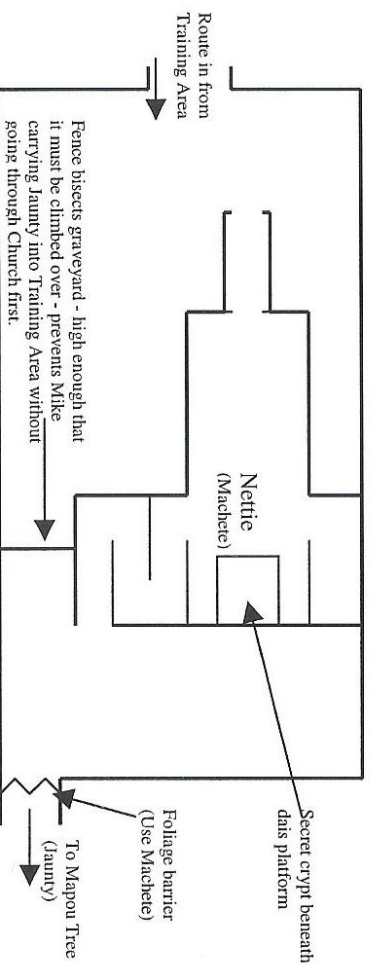 Route in from
Training Area
Fence bisects graveyard - high enough that
it must be climbed over - prevents Mike
carrying Jaunty into Training Area without
going through Church first.
Nettie
(Machete)
Secret crypt beneath
dais platform
Foliage barrier
(Use Machete)
To Mapou Tree
(Jaunty)